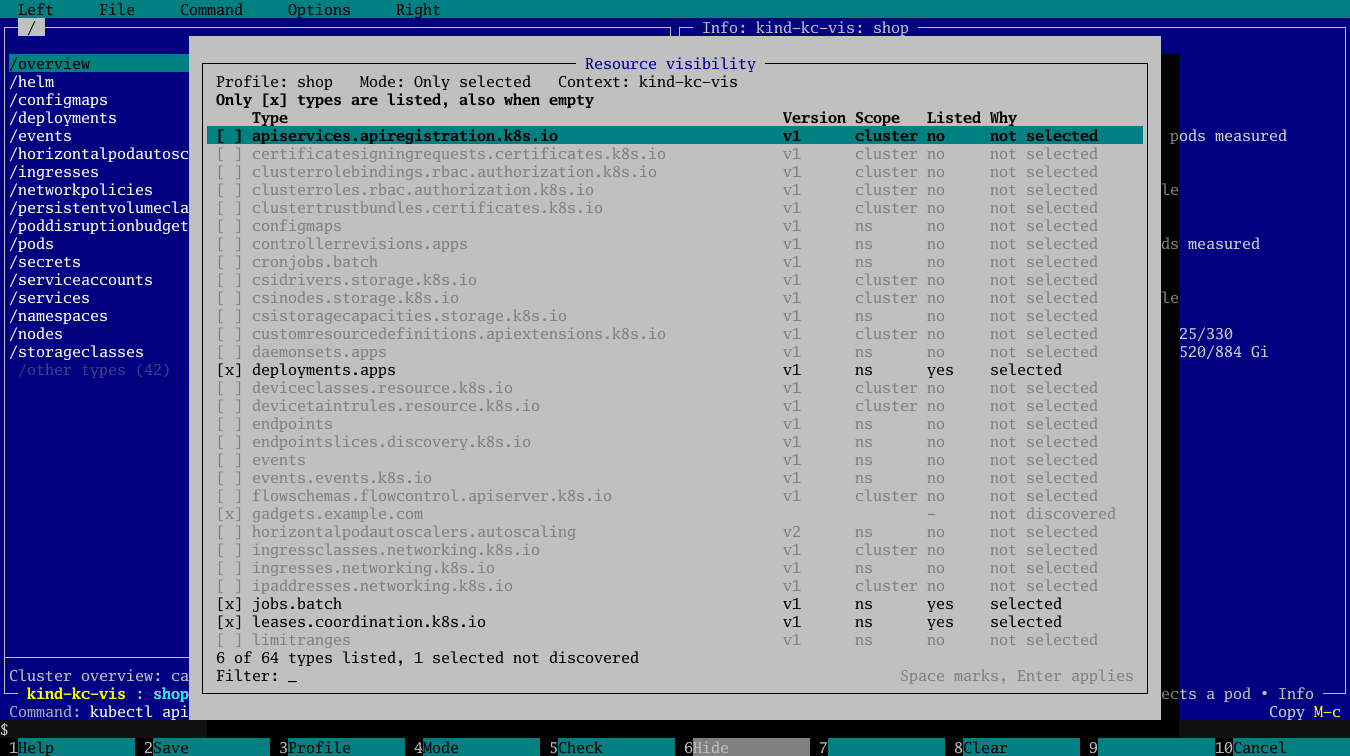 Left File Command Options Right
/ Info: kind-kc-vis: shop
Resource visibility
/overview
Profile: shop Mode: Only selected Context: kind-kc-vis
/helm
Only [x] types are listed, also when empty
/configmaps
Type Version Scope Listed Why
/deployments
[ ] apiservices.apiregistration.k8s.io v1 cluster no not selected
/events pods measured
[ ] certificatesigningrequests.certificates.k8s.io v1 cluster no not selected
/horizontalpodautosc
[ ] clusterrolebindings.rbac.authorization.k8s.io v1 cluster no not selected
/ingresses
[ ] clusterroles.rbac.authorization.k8s.io v1 cluster no not selected
/networkpolicies le
[ ] clustertrustbundles.certificates.k8s.io v1 cluster no not selected
/persistentvolumecla
[ ] configmaps v1 ns no not selected
/poddisruptionbudget
[ ] controllerrevisions.apps v1 ns no not selected
/pods ds measured
[ ] cronjobs.batch v1 ns no not selected
/secrets
[ ] csidrivers.storage.k8s.io v1 cluster no not selected
/serviceaccounts
[ ] csinodes.storage.k8s.io v1 cluster no not selected
/services le
[ ] csistoragecapacities.storage.k8s.io v1 ns no not selected
/namespaces
[ ] customresourcedefinitions.apiextensions.k8s.io v1 cluster no not selected
/nodes 25/330
[ ] daemonsets.apps v1 ns no not selected
/storageclasses 520/884 Gi
[x] deployments.apps v1 ns yes selected
/other types (42)
[ ] deviceclasses.resource.k8s.io v1 cluster no not selected
[ ] devicetaintrules.resource.k8s.io v1 cluster no not selected
[ ] endpoints v1 ns no not selected
[ ] endpointslices.discovery.k8s.io v1 ns no not selected
[ ] events v1 ns no not selected
[ ] events.events.k8s.io v1 ns no not selected
[ ] flowschemas.flowcontrol.apiserver.k8s.io v1 cluster no not selected
[x] gadgets.example.com – not discovered
[ ] horizontalpodautoscalers.autoscaling v2 ns no not selected
[ ] ingressclasses.networking.k8s.io v1 cluster no not selected
[ ] ingresses.networking.k8s.io v1 ns no not selected
[ ] ipaddresses.networking.k8s.io v1 cluster no not selected
[x] jobs.batch v1 ns yes selected
[x] leases.coordination.k8s.io v1 ns yes selected
[ ] limitranges v1 ns no not selected
6 of 64 types listed, 1 selected not discovered
Filter: _ Space marks, Enter applies
Cluster overview: ca
kind-kc-vis : shop ects a pod • Info
Command: kubectl api Copy M-c
$
1Help 2Save 3Profile 4Mode 5Check 6Hide 7 8Clear 9 10Cancel